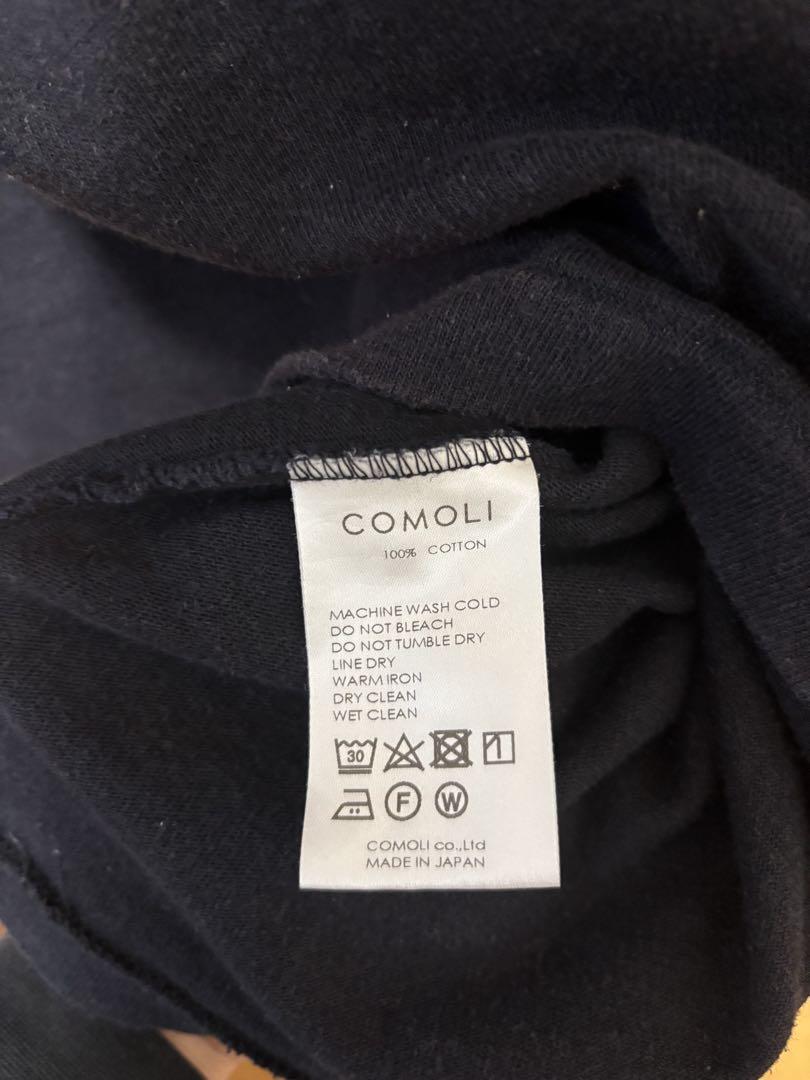 COMOLI
100% COTTON
MACHINE WASH COLD
DO NOT BLEACH
DO NOT TUMBLE DRY
LINE DRY
WARM IRON
DRY CLEAN
WET CLEAN
30
F W
COMOLI co.,Ltd
MADE IN JAPAN